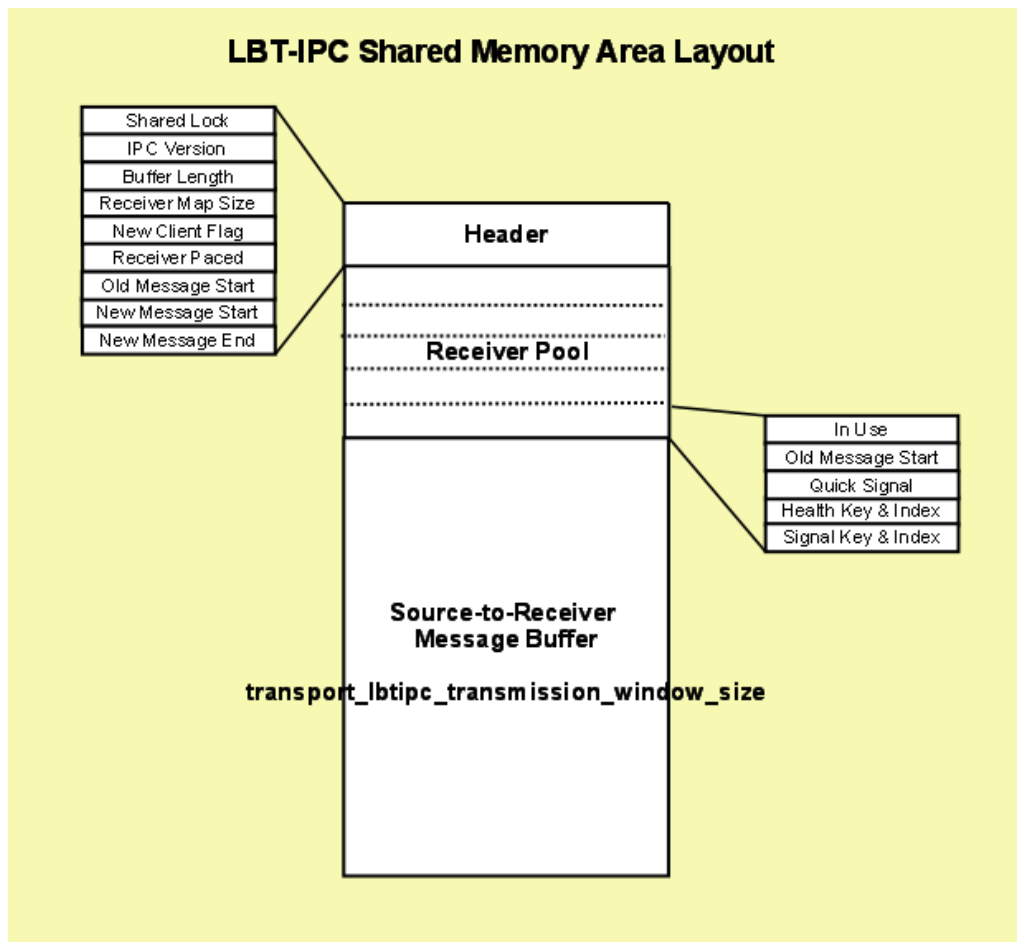 LBT-IPC Shared Memory Area Layout
Shared Lock
IPC Version
Buffer Length
Receiver Map Size
New Client Flag
Receiver Paced
Old Message Start
New Message Start
New Message End
Header
Receiver Pool
In Use
Old Message Start
Quick Signal
Health Key & Index
Signal Key & Index
Source-to-Receiver
Message Buffer
transport_lbtipc_transmission_window_size